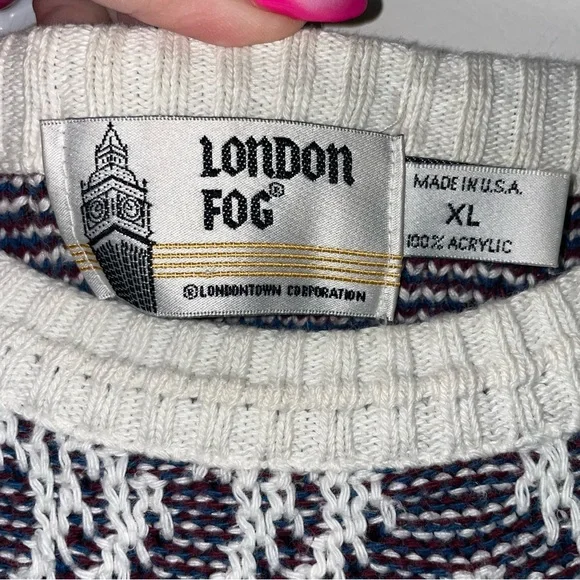 LONDON
FOG®
®LONDONTOWN CORPORATION
MADE IN U.S.A.
XL
100% ACRYLIC